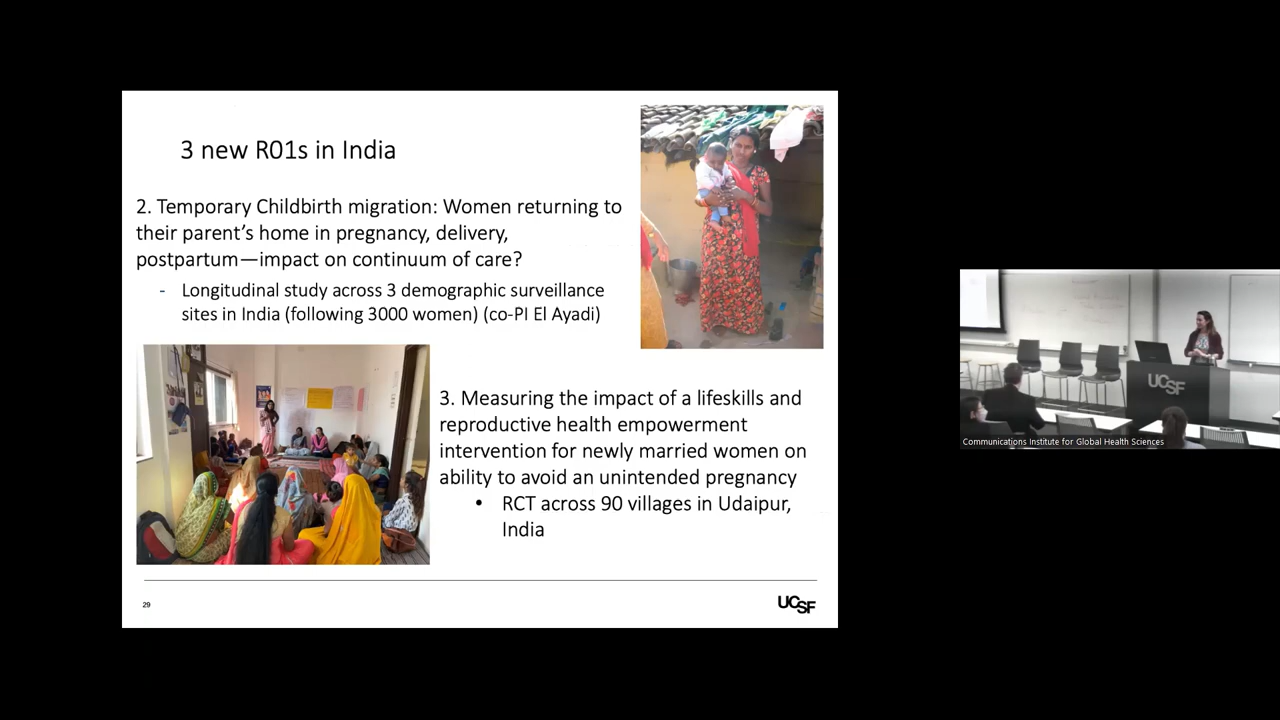 3 new R01s in India
2. Temporary Childbirth migration: Women returning to
their parent's home in pregnancy, delivery,
postpartum—impact on continuum of care?
- Longitudinal study across 3 demographic surveillance
sites in India (following 3000 women) (co-PI El Ayadi)
3. Measuring the impact of a lifeskills and
reproductive health empowerment
intervention for newly married women on
ability to avoid an unintended pregnancy
• RCT across 90 villages in Udaipur,
India
29
UCSF
UCSF
Communications Institute for Global Health Sciences